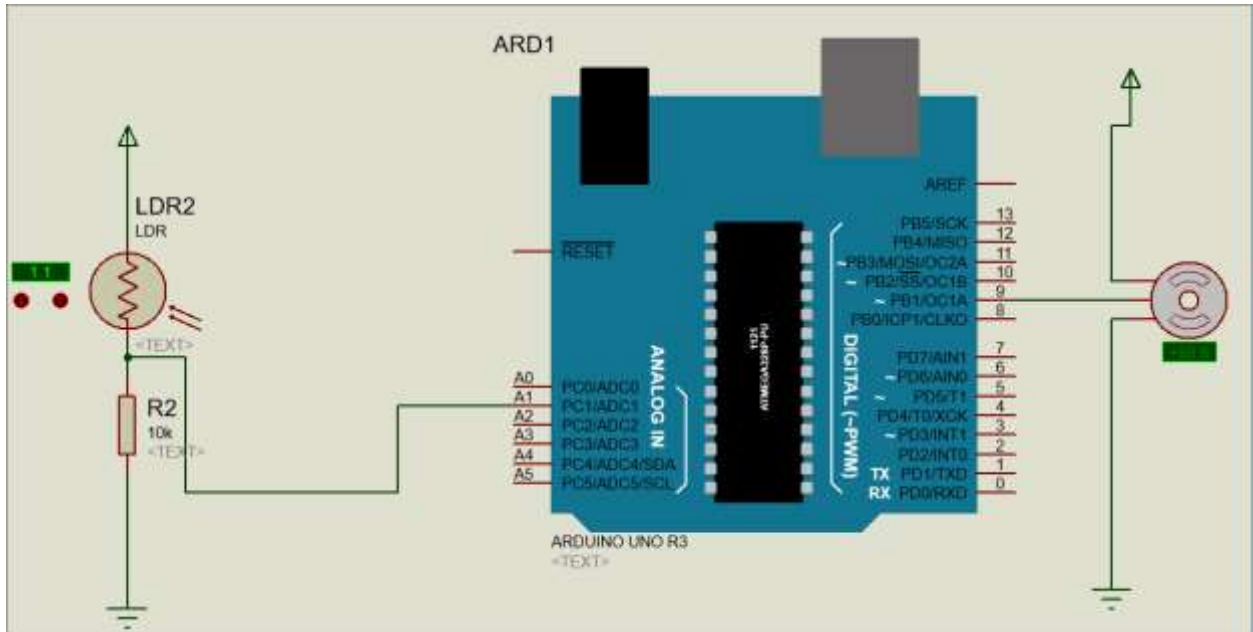 ARD1
LDR2
LDR
1.1
<TEXT>
R2
10k
<TEXT>
RESET
A0 PC0/ADC0
A1 PC1/ADC1
A2 PC2/ADC2
A3 PC3/ADC3
A4 PC4/ADC4/SDA
A5 PC5/ADC5/SCL
ANALOG IN
DIGITAL (~PWM)
AREF
PB5/SCK 13
PB4/MISO 12
~PB3/MOSI/OC2A 11
~ PB2/SS/OC1B 10
~ PB1/OC1A 9
PB0/ICP1/CLKO 8
PD7/AIN1 7
~ PD6/AIN0 6
~ PD5/T1 5
PD4/T0/XCK 4
~ PD3/INT1 3
PD2/INT0 2
TX PD1/TXD 1
RX PD0/RXD 0
ARDUINO UNO R3
<TEXT>